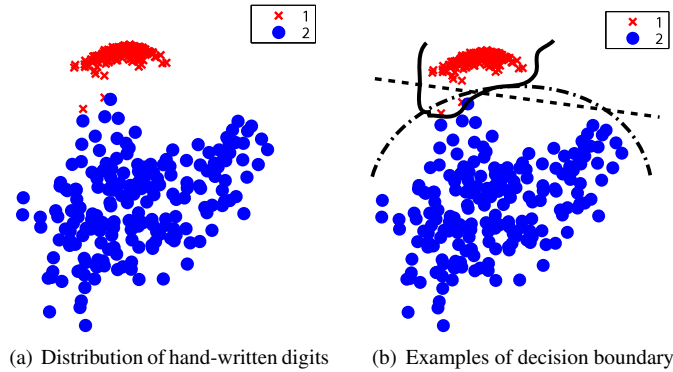 1
2
1
2
(a) Distribution of hand-written digits
(b) Examples of decision boundary